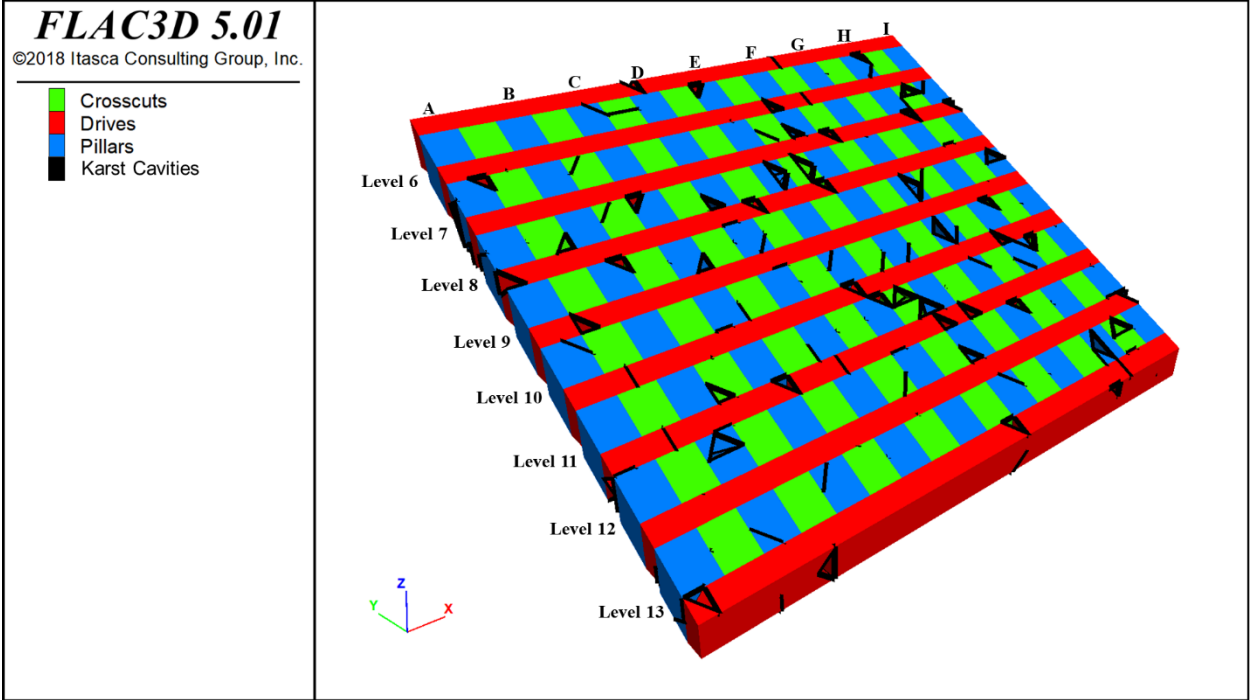 FLAC3D 5.01
©2018 Itasca Consulting Group, Inc.
Crosscuts
Drives
Pillars
Karst Cavities
A
B
C
D
E
F
G
H
I
Level 6
Level 7
Level 8
Level 9
Level 10
Level 11
Level 12
Level 13
Z
Y
X